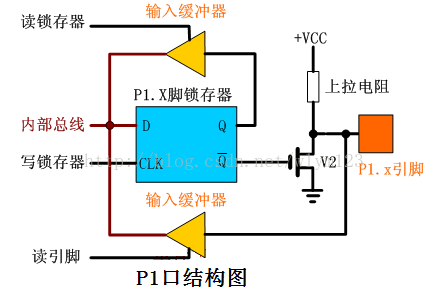 读锁存器
输入缓冲器
+VCC
P1.X脚锁存器
上拉电阻
内部总线
D
Q
写锁存器
CLK
Q̅
V2
P1.x引脚
输入缓冲器
读引脚
P1口结构图